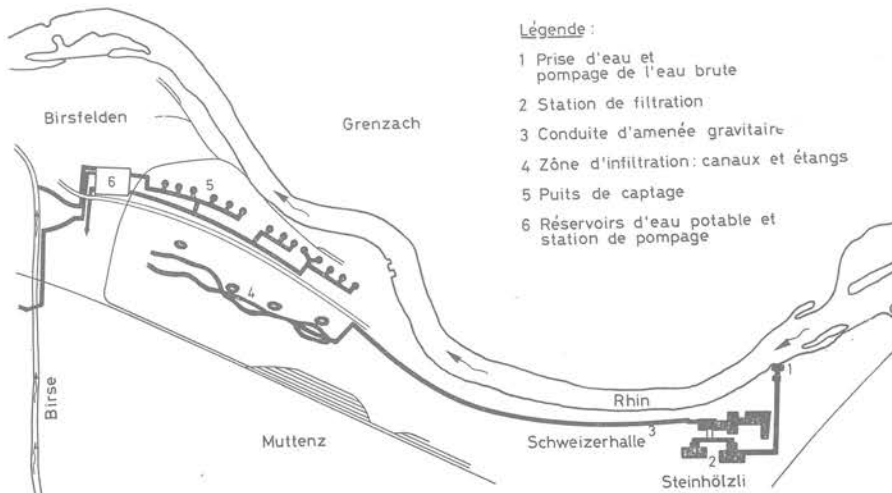 Légende :
1 Prise d'eau et
pompage de l'eau brute
2 Station de filtration
3 Conduite d'amenée gravitaire
4 Zône d'infiltration: canaux et étangs
5 Puits de captage
6 Réservoirs d'eau potable et
station de pompage
Birsfelden
Grenzach
6
5
4
1
Rhin
Birse
3
Muttenz
Schweizerhalle
2
Steinhölzli